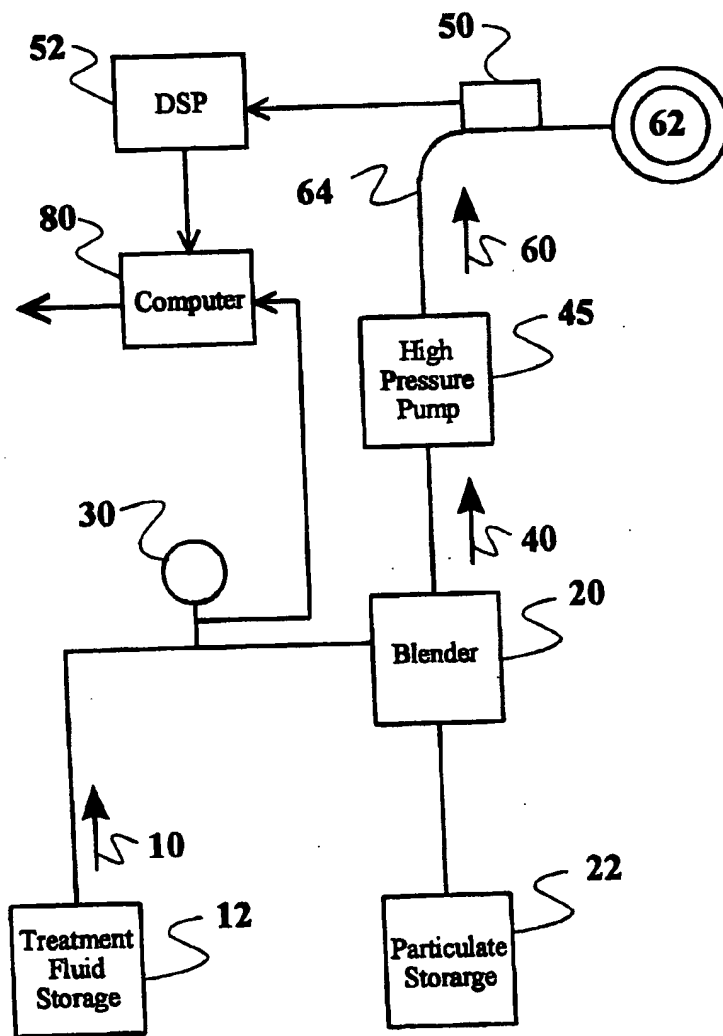 50
52
DSP
62
64
80
60
Computer
45
High
Pressure
Pump
30
40
20
Blender
10
22
12
Treatment
Fluid
Storage
Particulate
Storarge